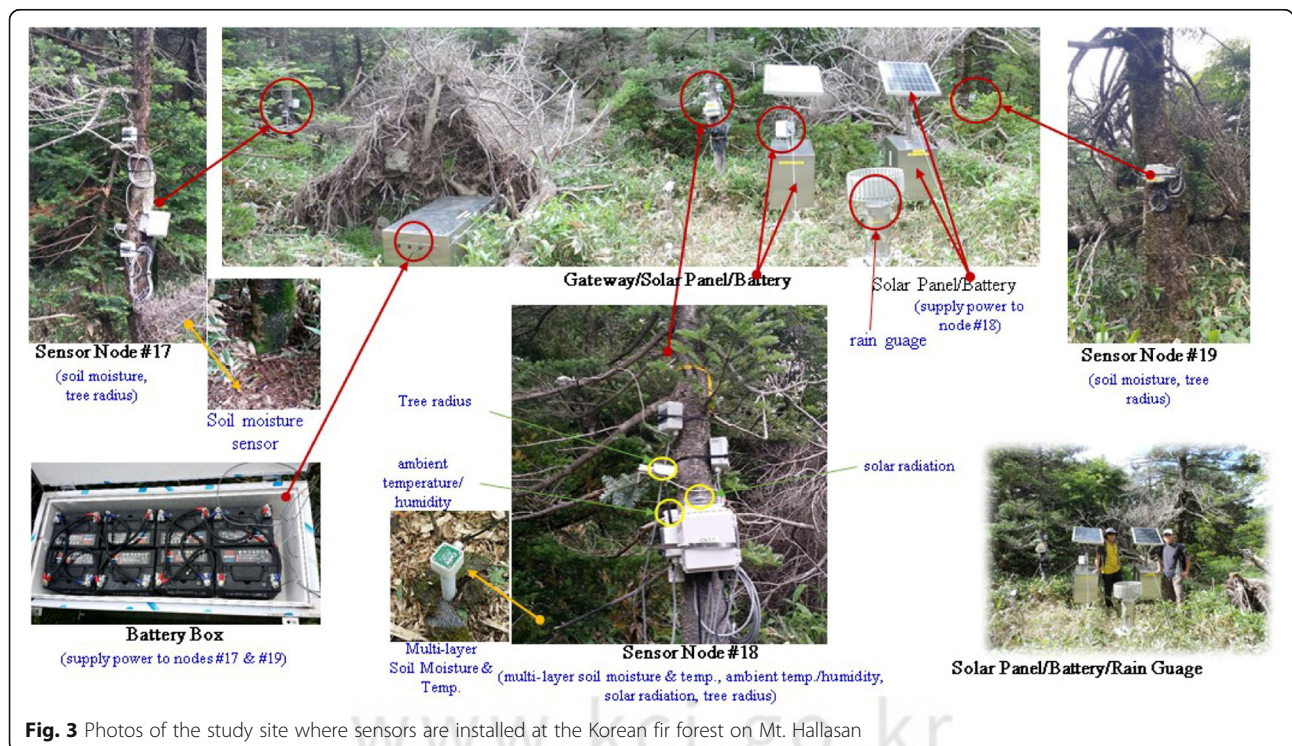 Gateway/Solar Panel/Battery
Solar Panel/Battery
(supply power to
node #18)
rain guage
Sensor Node #17
(soil moisture,
tree radius)
Soil moisture
sensor
Sensor Node #19
(soil moisture, tree
radius)
Tree radius
ambient
temperature/
humidity
solar radiation
Battery Box
(supply power to nodes #17 & #19)
Multi-layer
Soil Moisture &
Temp.
Sensor Node #18
(multi-layer soil moisture & temp., ambient temp./humidity,
solar radiation, tree radius)
Solar Panel/Battery/Rain Guage
Fig. 3 Photos of the study site where sensors are installed at the Korean fir forest on Mt. Hallasan
www.kci.go.kr